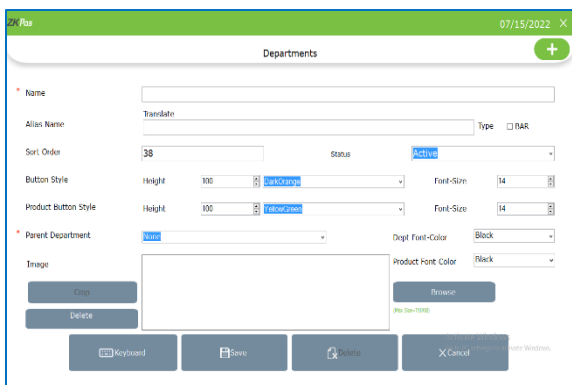 ZKPos 07/15/2022 X
Departments +
* Name
Translate
Alias Name Type BAR
Sort Order 38 Status Active
Button Style Height 100 DarkOrange Font-Size 14
Product Button Style Height 100 YellowGreen Font-Size 14
* Parent Department None Dept Font-Color Black
Image Product Font Color Black
Crop Browse
Delete
Keyboard Save Delete Cancel
Windows.